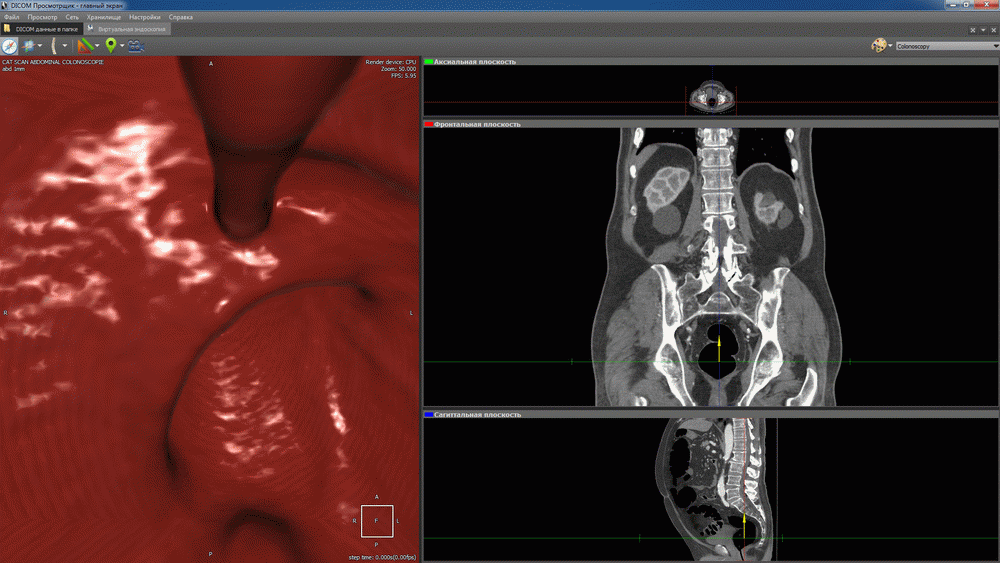 DICOM Просмотрщик - главный экран
Файл Просмотр Сеть Хранилище Настройки Справка
DICOM данные в папке Виртуальная эндоскопия
Colonoscopy
CAT SCAN ABDOMINAL COLONOSCOPIE
abd 1mm
A
Render device: CPU
Zoom: 50.000
FPS: 5.95
R
L
A
R F L
P
P
step time: 0.000s(0.00fps)
Аксиальная плоскость
Фронтальная плоскость
Сагиттальная плоскость